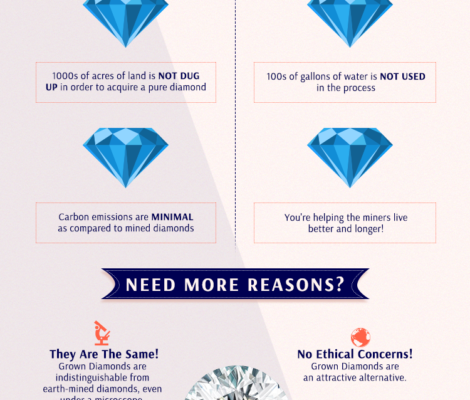 1000s of acres of land is NOT DUG
UP in order to acquire a pure diamond
100s of gallons of water is NOT USED
in the process
Carbon emissions are MINIMAL
as compared to mined diamonds
You're helping the miners live
better and longer!
NEED MORE REASONS?
They Are The Same!
Grown Diamonds are
indistinguishable from
earth-mined diamonds, even
under a microscope
No Ethical Concerns!
Grown Diamonds are
an attractive alternative.